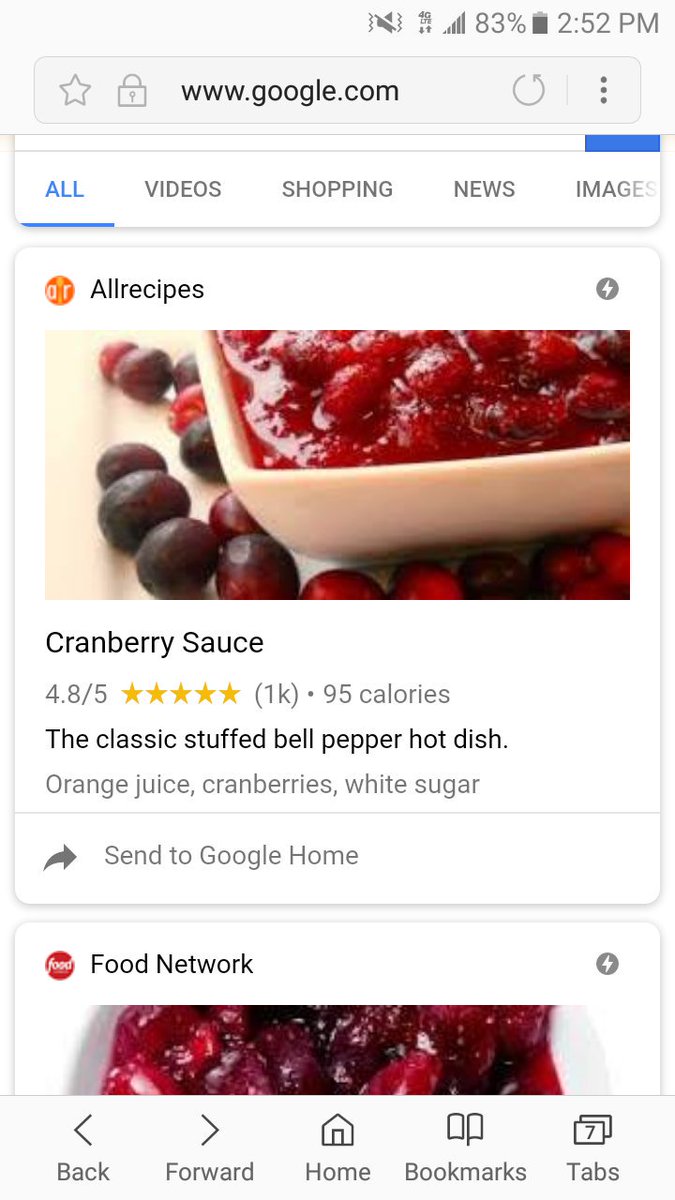 4G LTE 83% 2:52 PM
www.google.com
ALL VIDEOS SHOPPING NEWS IMAGES
ar Allrecipes
Cranberry Sauce
4.8/5 ★★★★★ (1k) • 95 calories
The classic stuffed bell pepper hot dish.
Orange juice, cranberries, white sugar
Send to Google Home
food Food Network
Back Forward Home Bookmarks 7 Tabs